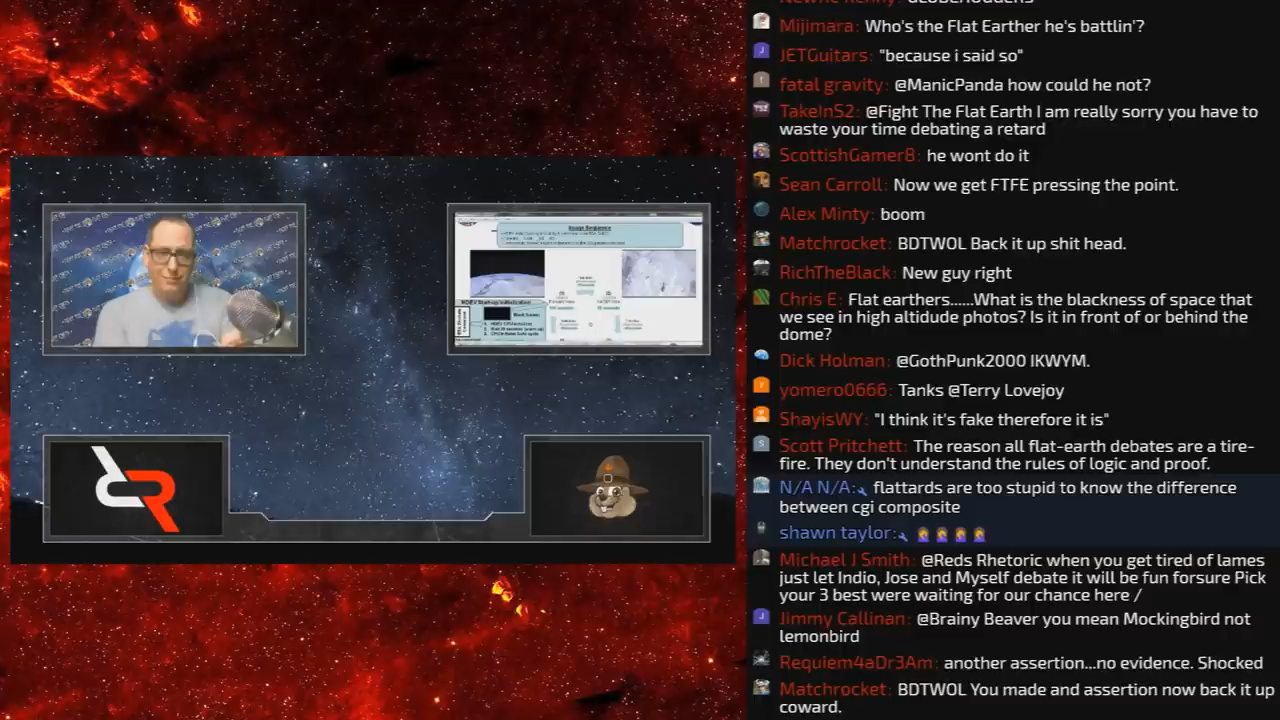 Mijimara: Who's the Flat Earther he's battlin'?
JETGuitars: "because i said so"
fatal gravity: @ManicPanda how could he not?
TakeInS2: @Fight The Flat Earth I am really sorry you have to
waste your time debating a retard
ScottishGamer8: he wont do it
Sean Carroll: Now we get FTFE pressing the point.
Alex Minty: boom
Matchrocket: BDTWOL Back it up shit head.
RichTheBlack: New guy right
Chris E: Flat earthers......What is the blackness of space that
we see in high altidude photos? Is it in front of or behind the
dome?
Dick Holman: @GothPunk2000 IKWYM.
yomero0666: Tanks @Terry Lovejoy
ShayisWY: "I think it's fake therefore it is"
Scott Pritchett: The reason all flat-earth debates are a tire-
fire. They don't understand the rules of logic and proof.
N/A N/A: flattards are too stupid to know the difference
between cgi composite
shawn taylor:
Michael J Smith: @Reds Rhetoric when you get tired of lames
just let Indio, Jose and Myself debate it will be fun forsure Pick
your 3 best were waiting for our chance here /
Jimmy Callinan: @Brainy Beaver you mean Mockingbird not
lemonbird
Requiem4aDr3Am: another assertion...no evidence. Shocked
Matchrocket: BDTWOL You made and assertion now back it up
coward.
Image Sequence